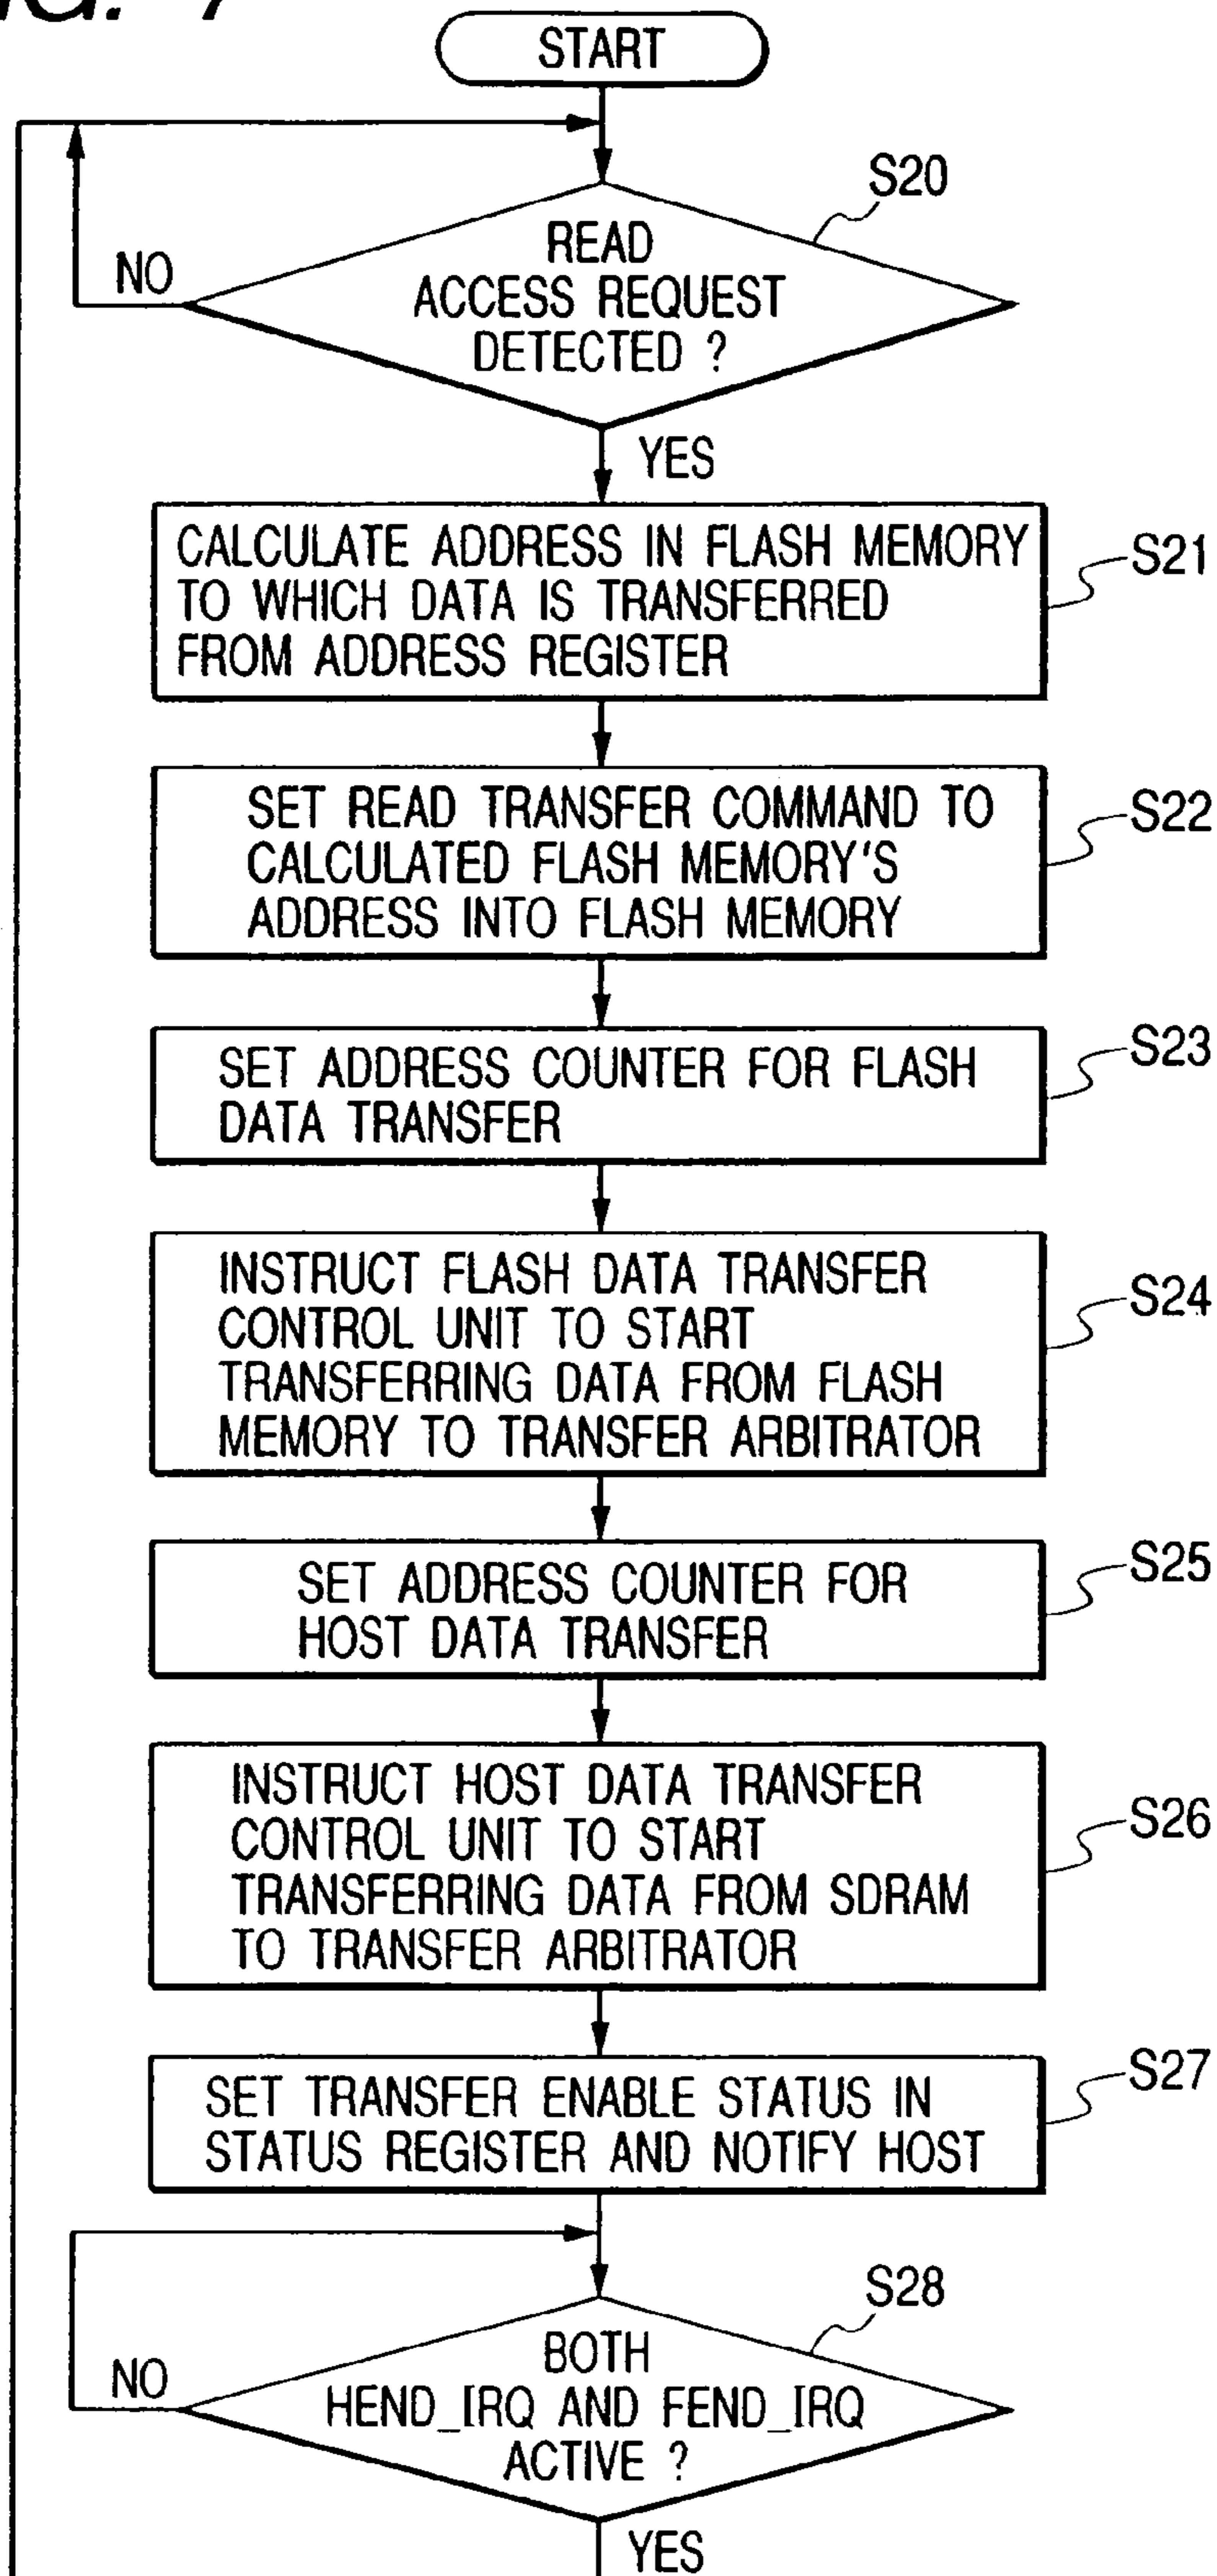 START
S20
READ
ACCESS REQUEST
DETECTED ?
NO
YES
CALCULATE ADDRESS IN FLASH MEMORY
TO WHICH DATA IS TRANSFERRED
FROM ADDRESS REGISTER
S21
SET READ TRANSFER COMMAND TO
CALCULATED FLASH MEMORY'S
ADDRESS INTO FLASH MEMORY
S22
SET ADDRESS COUNTER FOR FLASH
DATA TRANSFER
S23
INSTRUCT FLASH DATA TRANSFER
CONTROL UNIT TO START
TRANSFERRING DATA FROM FLASH
MEMORY TO TRANSFER ARBITRATOR
S24
SET ADDRESS COUNTER FOR
HOST DATA TRANSFER
S25
INSTRUCT HOST DATA TRANSFER
CONTROL UNIT TO START
TRANSFERRING DATA FROM SDRAM
TO TRANSFER ARBITRATOR
S26
SET TRANSFER ENABLE STATUS IN
STATUS REGISTER AND NOTIFY HOST
S27
S28
BOTH
HEND_IRQ AND FEND_IRQ
ACTIVE ?
NO
YES